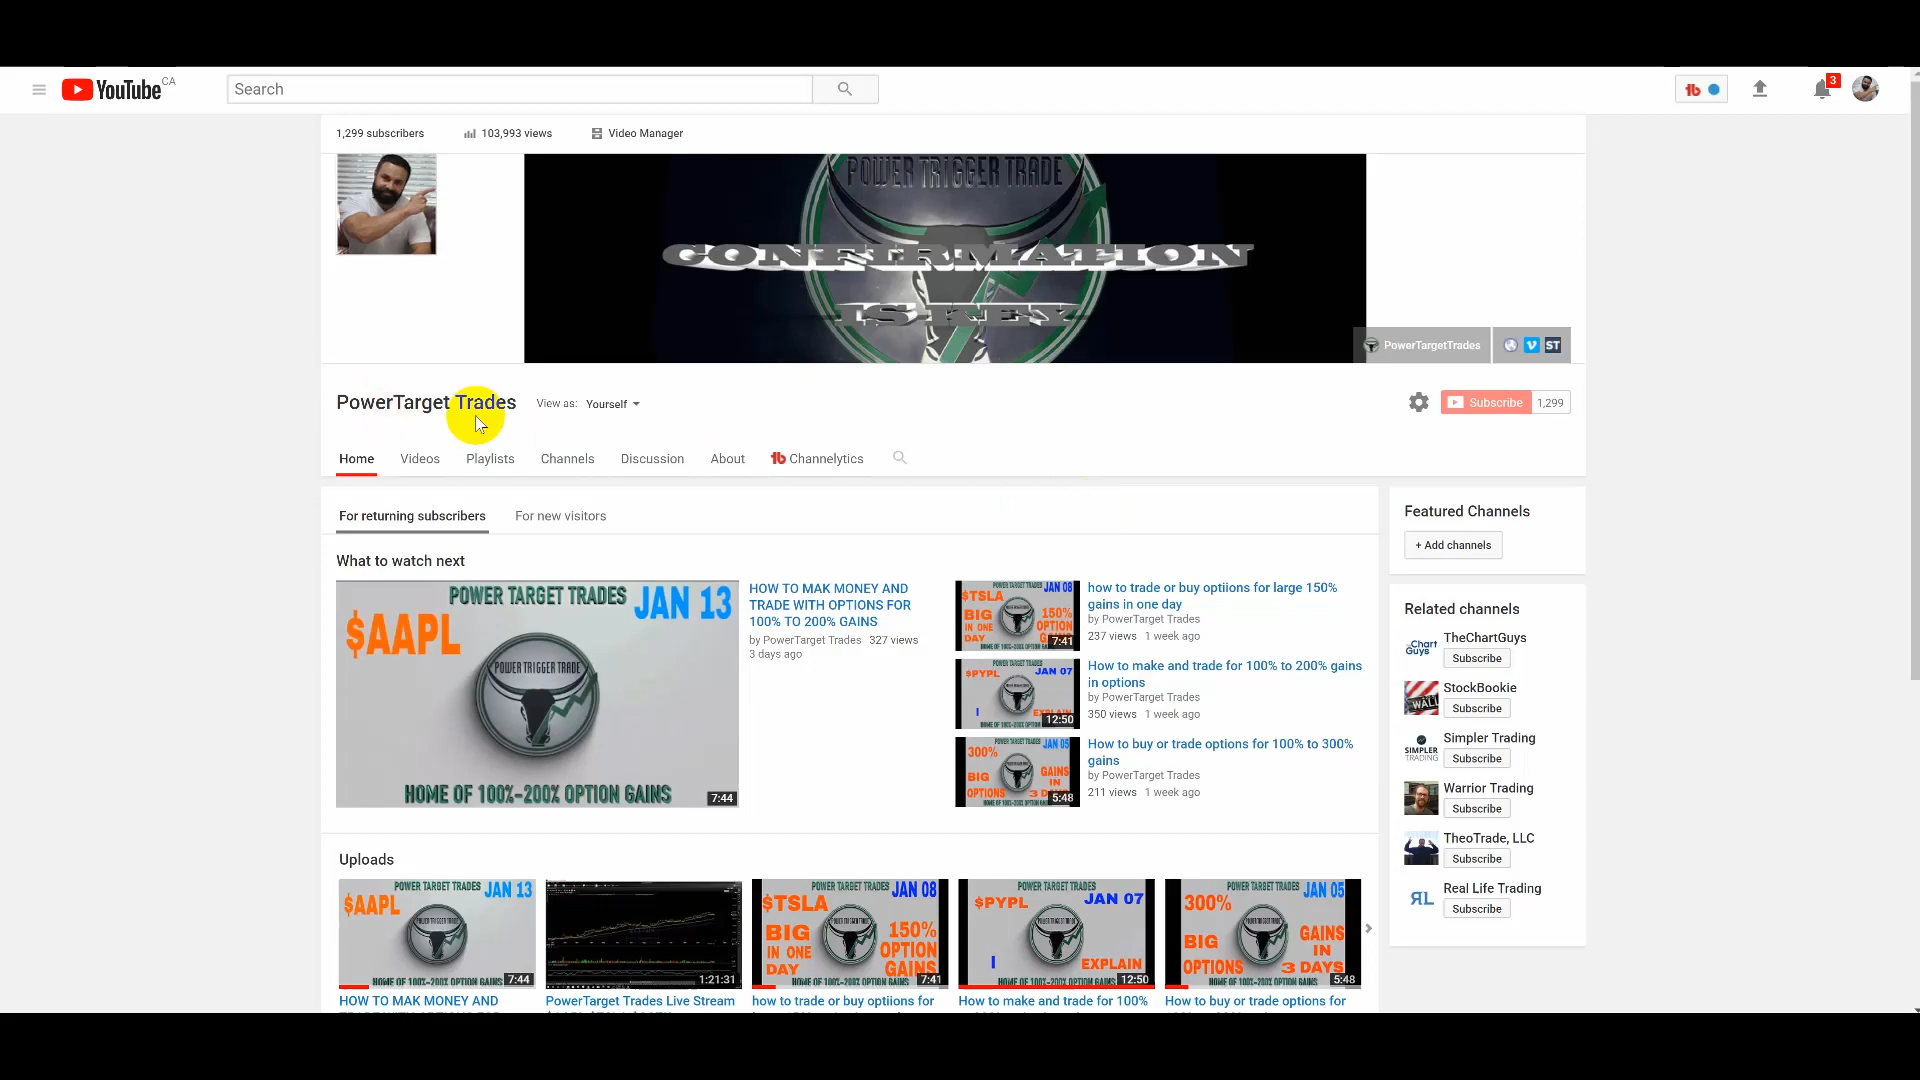 YouTube CA
Search
3
1,299 subscribers
103,993 views
Video Manager
POWER TRIGGER TRADE
CONFIRMATION
IS KEY
PowerTargetTrades
ST
PowerTarget Trades
View as: Yourself
Subscribe 1,299
Home Videos Playlists Channels Discussion About Channelytics
For returning subscribers
For new visitors
What to watch next
POWER TARGET TRADES
JAN 13
$AAPL
POWER TRIGGER TRADE
HOME OF 100%-200% OPTION GAINS
7:44
HOW TO MAK MONEY AND
TRADE WITH OPTIONS FOR
100% TO 200% GAINS
by PowerTarget Trades 327 views
3 days ago
POWER TARGET TRADES
JAN 08
$TSLA
BIG
IN ONE
DAY
150%
OPTION
7:41
how to trade or buy optiions for large 150%
gains in one day
by PowerTarget Trades
237 views 1 week ago
POWER TARGET TRADES
JAN 07
$PYPL
I
12:50
How to make and trade for 100% to 200% gains
in options
by PowerTarget Trades
350 views 1 week ago
POWER TARGET TRADES
JAN 05
300%
BIG
OPTIONS
GAINS
IN
5:48
How to buy or trade options for 100% to 300%
gains
by PowerTarget Trades
211 views 1 week ago
Featured Channels
+ Add channels
Related channels
Chart
Guys
TheChartGuys
Subscribe
WALL
StockBookie
Subscribe
SIMPLER
TRADING
Simpler Trading
Subscribe
Warrior Trading
Subscribe
TheoTrade, LLC
Subscribe
RL
Real Life Trading
Subscribe
Uploads
POWER TARGET TRADES
JAN 13
$AAPL
POWER TRIGGER TRADE
HOME OF 100%-200% OPTION GAINS
7:44
HOW TO MAK MONEY AND
1:21:31
PowerTarget Trades Live Stream
POWER TARGET TRADES
JAN 08
$TSLA
BIG
IN ONE
DAY
150%
OPTION
GAINS
HOME OF 100%-200% OPTION GAINS
7:41
how to trade or buy optiions for
POWER TARGET TRADES
JAN 07
$PYPL
POWER TRIGGER TRADE
I
EXPLAIN
HOME OF 100%-200% OPTION GAINS
12:50
How to make and trade for 100%
POWER TARGET TRADES
JAN 05
300%
BIG
OPTIONS
GAINS
IN
3 DAYS
HOME OF 100%-200% OPTION GAINS
5:48
How to buy or trade options for